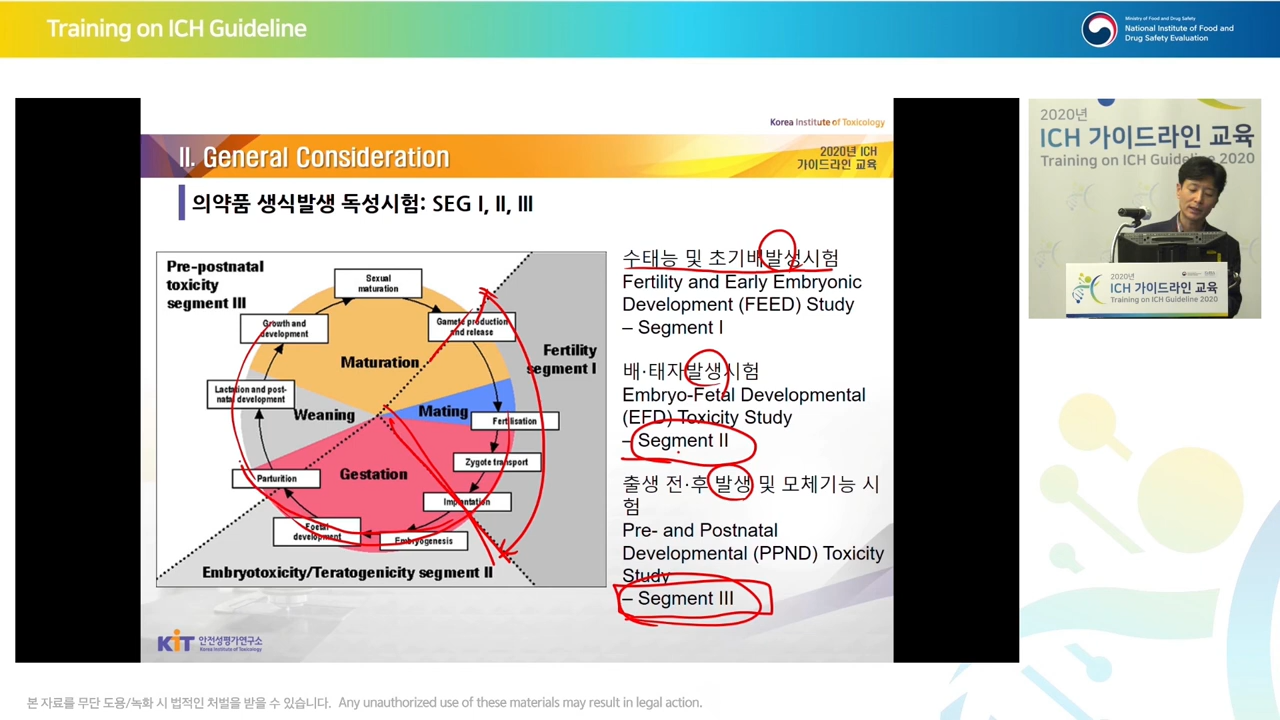 Training on ICH Guideline
Ministry of Food and Drug Safety
National Institute of Food and
Drug Safety Evaluation
Korea Institute of Toxicology
II. General Consideration
2020년 ICH
가이드라인 교육
의약품 생식발생 독성시험: SEG I, II, III
Pre-postnatal
toxicity
segment III
Sexual
maturation
Growth and
development
Gamete production
and release
Maturation
Fertility
segment I
Lactation and post-
natal development
Weaning
Mating
Fertilisation
Gestation
Zygote transport
Parturition
Implantation
Foetal
development
Embryogenesis
Embryotoxicity/Teratogenicity segment II
수태능 및 초기배발생시험
Fertility and Early Embryonic
Development (FEED) Study
– Segment I
배·태자발생시험
Embryo-Fetal Developmental
(EFD) Toxicity Study
– Segment II
출생 전·후 발생 및 모체기능 시
험
Pre- and Postnatal
Developmental (PPND) Toxicity
Study
– Segment III
KIT 안전성평가연구소
Korea Institute of Toxicology
2020년
ICH 가이드라인 교육
Training on ICH Guideline 2020
2020년
ICH 가이드라인 교육
Training on ICH Guideline 2020
본 자료를 무단 도용/녹화 시 법적인 처벌을 받을 수 있습니다. Any unauthorized use of these materials may result in legal action.